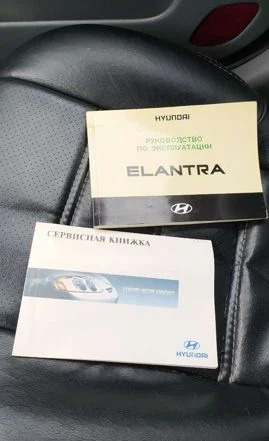 HYUNDAI
РУКОВОДСТВО
ПО ЭКСПЛУАТАЦИИ
ELANTRA
СЕРВИСНАЯ КНИЖКА
HYUNDAI